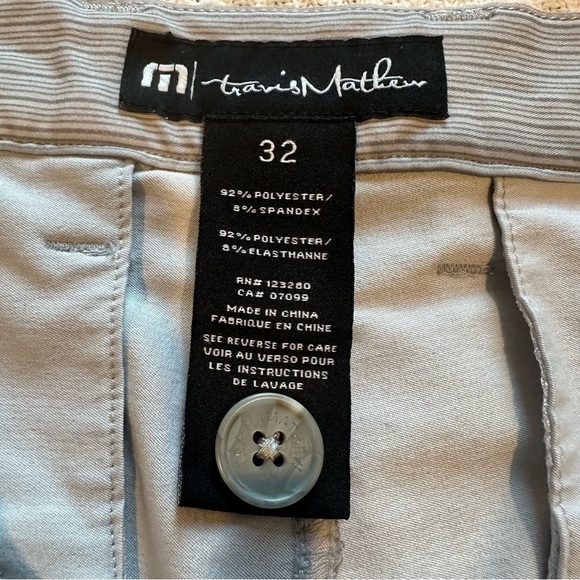 travisMathew
32
92% POLYESTER/
8% SPANDEX
92% POLYESTER/
8% ELASTHANNE
RN# 123280
CA# 07099
MADE IN CHINA
FABRIQUE EN CHINE
SEE REVERSE FOR CARE
VOIR AU VERSO POUR
LES INSTRUCTIONS
DE LAVAGE